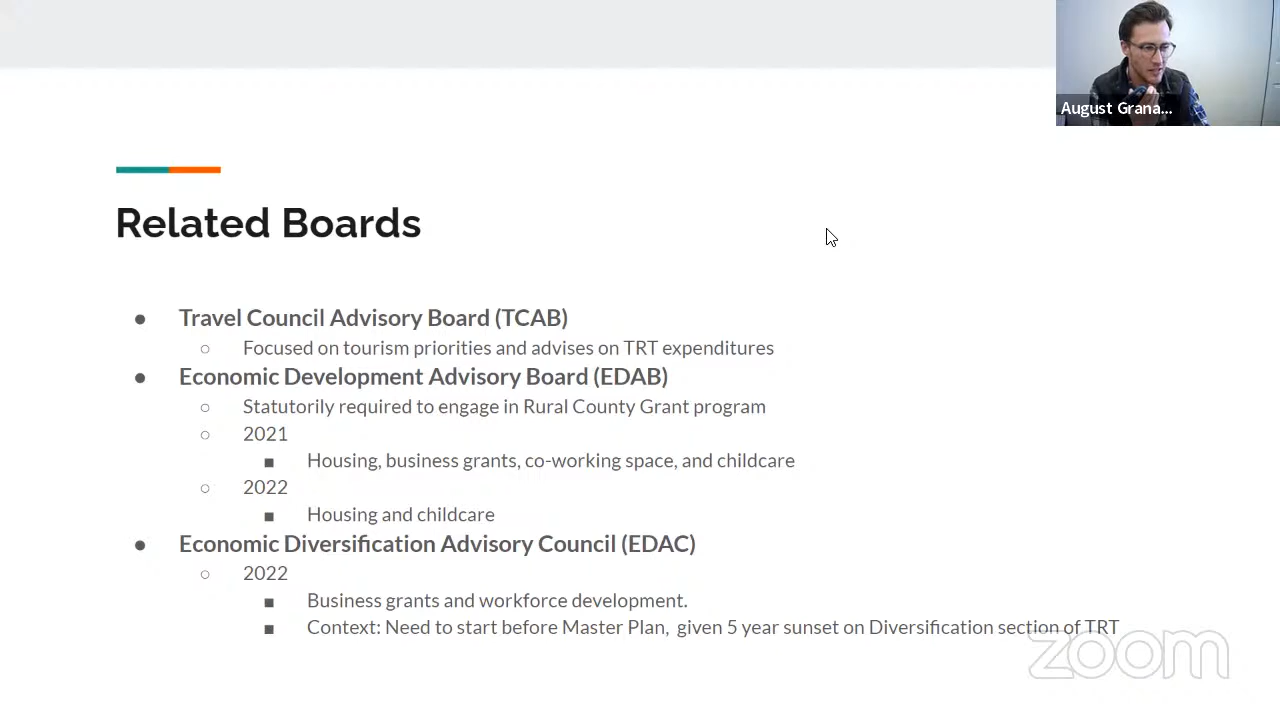 August Grana...
Related Boards
● Travel Council Advisory Board (TCAB)
○ Focused on tourism priorities and advises on TRT expenditures
● Economic Development Advisory Board (EDAB)
○ Statutorily required to engage in Rural County Grant program
○ 2021
■ Housing, business grants, co-working space, and childcare
○ 2022
■ Housing and childcare
● Economic Diversification Advisory Council (EDAC)
○ 2022
■ Business grants and workforce development.
■ Context: Need to start before Master Plan, given 5 year sunset on Diversification section of TRT
zoom